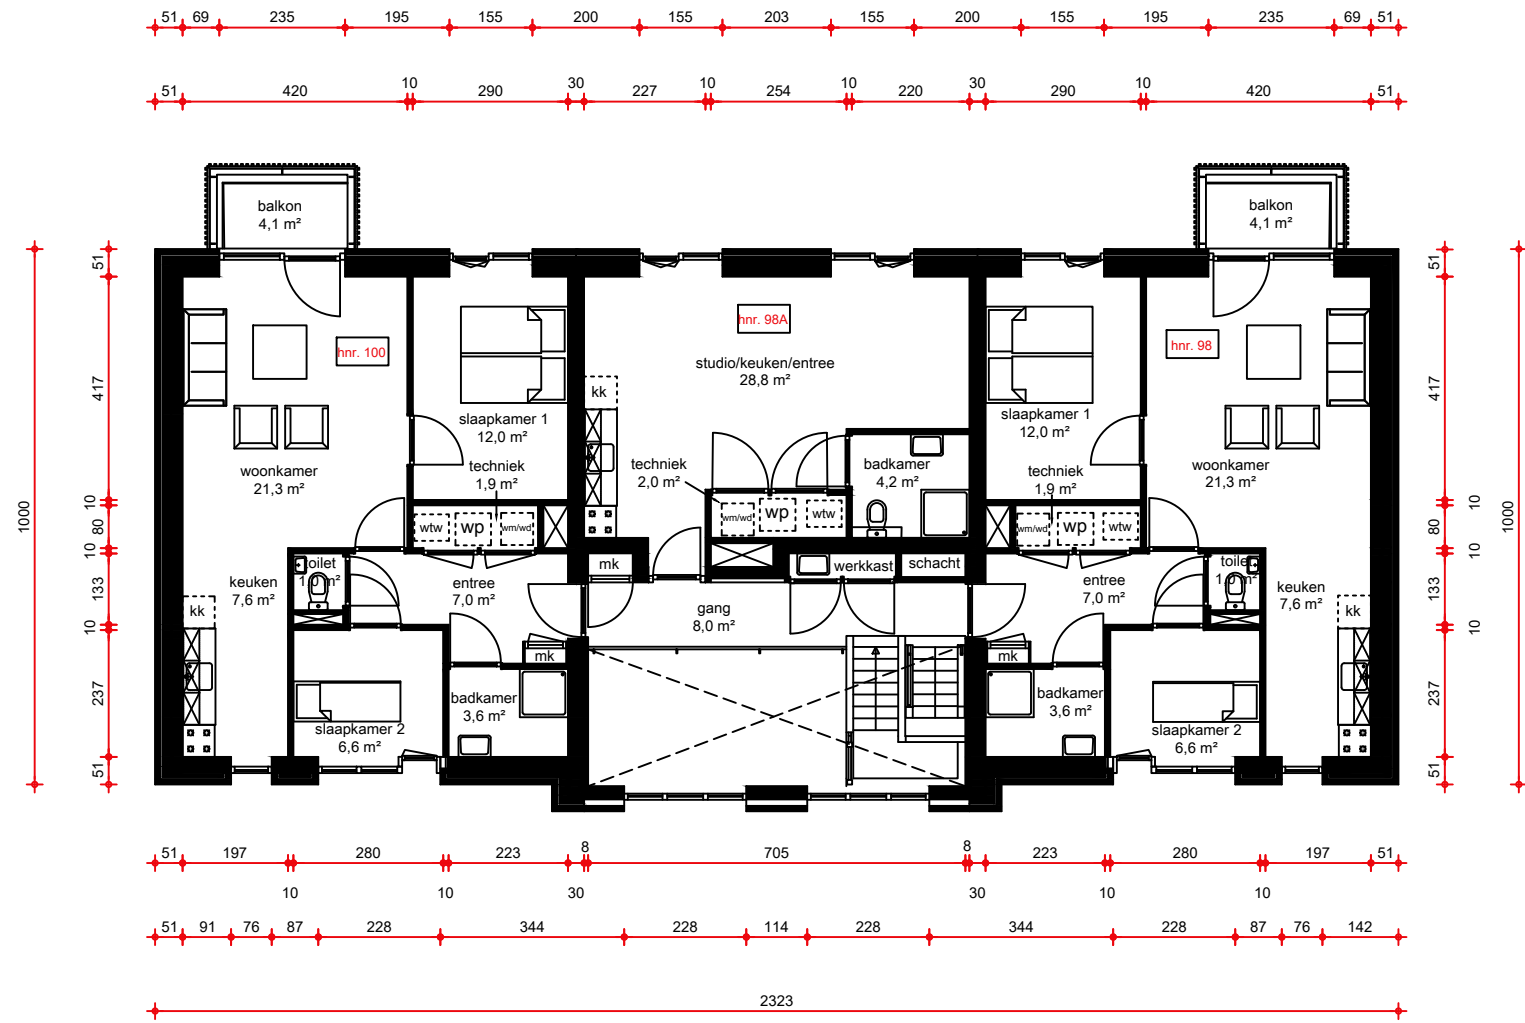 51 69 235 195 155 200 155 203 155 200 155 195 235 69 51
51 420 10 290 30 227 10 254 10 220 30 290 10 420 51
balkon
4,1 m²
balkon
4,1 m²
51 417 10 80 10 133 10 237 51
1000
51 417 10 80 10 133 10 237 51
1000
hnr. 100
woonkamer
21,3 m²
slaapkamer 1
12,0 m²
techniek
1,9 m²
wtw wp wm/wd
keuken
7,6 m²
kk
toilet
1,0 m²
entree
7,0 m²
mk
badkamer
3,6 m²
slaapkamer 2
6,6 m²
hnr. 98A
studio/keuken/entree
28,8 m²
kk
techniek
2,0 m²
wm/wd wp wtw
badkamer
4,2 m²
mk
werkkast
schacht
gang
8,0 m²
hnr. 98
slaapkamer 1
12,0 m²
woonkamer
21,3 m²
techniek
1,9 m²
wm/wd wp wtw
entree
7,0 m²
toilet
1,0 m²
keuken
7,6 m²
kk
mk
badkamer
3,6 m²
slaapkamer 2
6,6 m²
51 197 280 223 8 705 8 223 280 197 51
10 10 30 30 10 10
51 91 76 87 228 344 228 114 228 344 228 87 76 142
2323